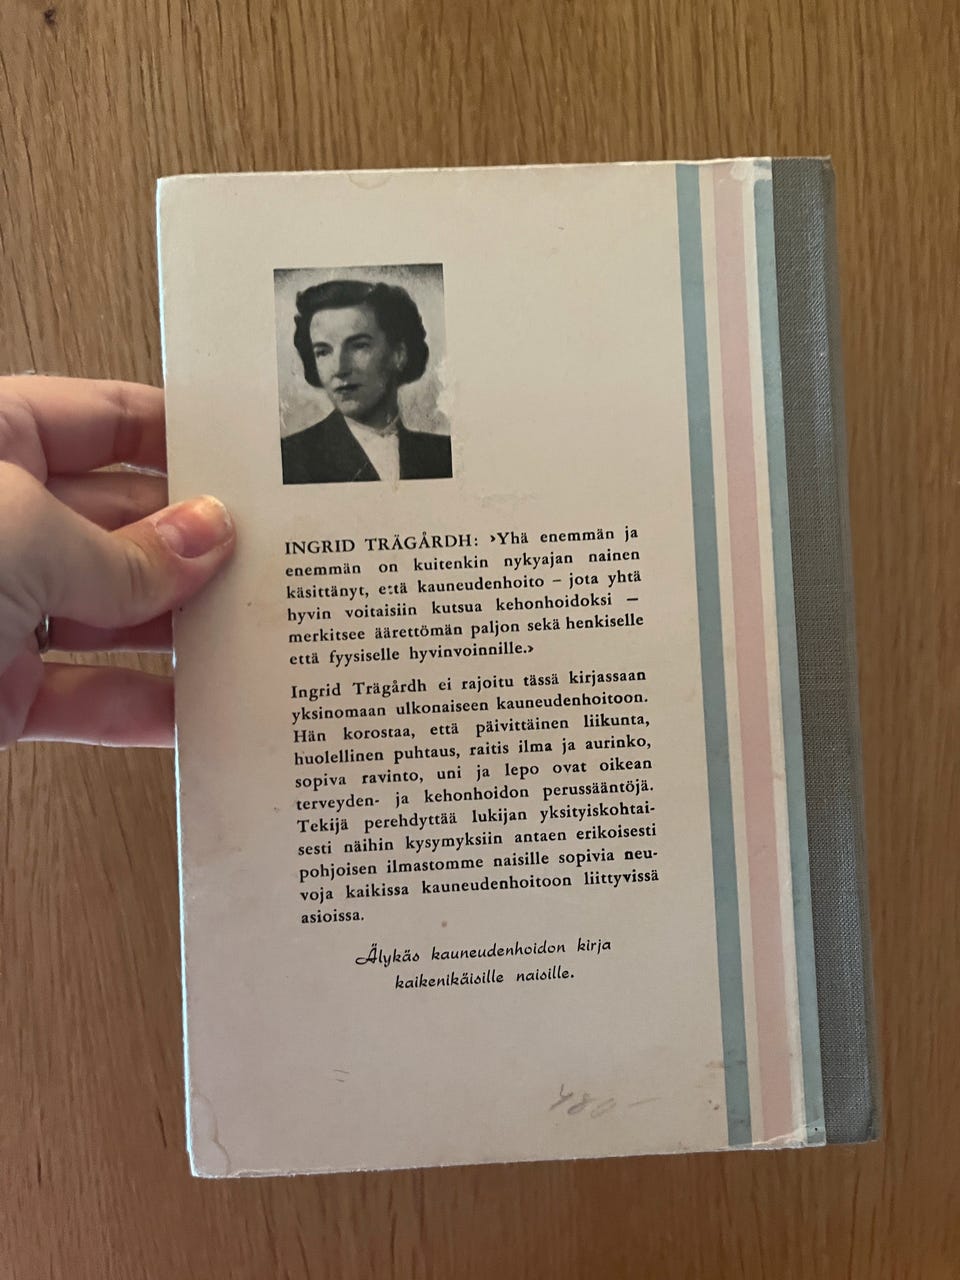 INGRID TRÄGÅRDH: ›Yhä enemmän ja
enemmän on kuitenkin nykyajan nainen
käsittänyt, että kauneudenhoito – jota yhtä
hyvin voitaisiin kutsua kehonhoidoksi –
merkitsee äärettömän paljon sekä henkiselle
että fyysiselle hyvinvoinnille.›
Ingrid Trägårdh ei rajoitu tässä kirjassaan
yksinomaan ulkonaiseen kauneudenhoitoon.
Hän korostaa, että päivittäinen liikunta,
huolellinen puhtaus, raitis ilma ja aurinko,
sopiva ravinto, uni ja lepo ovat oikean
terveyden- ja kehonhoidon perussääntöjä.
Tekijä perehdyttää lukijan yksityiskohtai-
sesti näihin kysymyksiin antaen erikoisesti
pohjoisen ilmastomme naisille sopivia neu-
voja kaikissa kauneudenhoitoon liittyvissä
asioissa.
Älykäs kauneudenhoidon kirja
kaikenikäisille naisille.
480 –